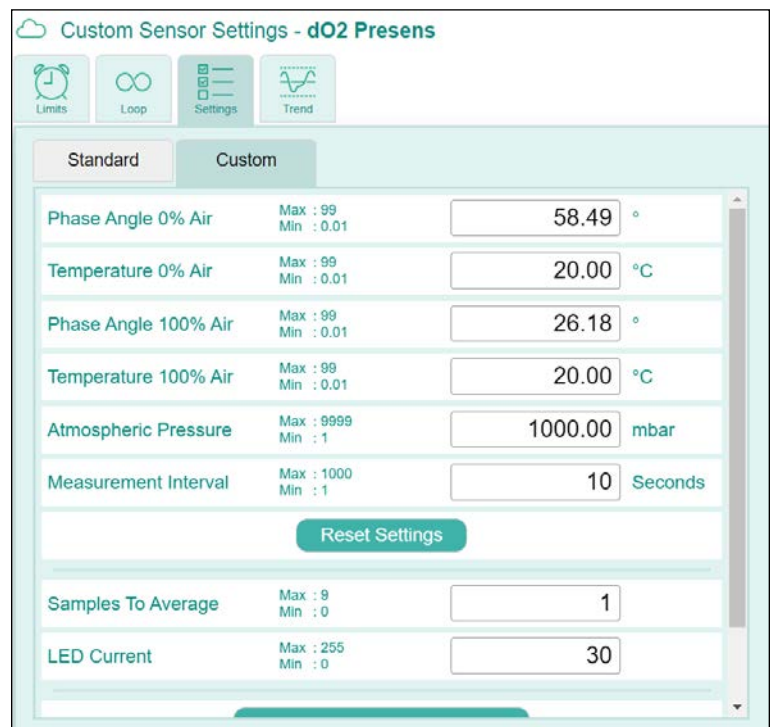 Custom Sensor Settings - dO2 Presens
Limits
Loop
Settings
Trend
Standard
Custom
Phase Angle 0% Air Max : 99 58.49 °
Min : 0.01
Temperature 0% Air Max : 99 20.00 °C
Min : 0.01
Phase Angle 100% Air Max : 99 26.18 °
Min : 0.01
Temperature 100% Air Max : 99 20.00 °C
Min : 0.01
Atmospheric Pressure Max : 9999 1000.00 mbar
Min : 1
Measurement Interval Max : 1000 10 Seconds
Min : 1
Reset Settings
Samples To Average Max : 9 1
Min : 0
LED Current Max : 255 30
Min : 0